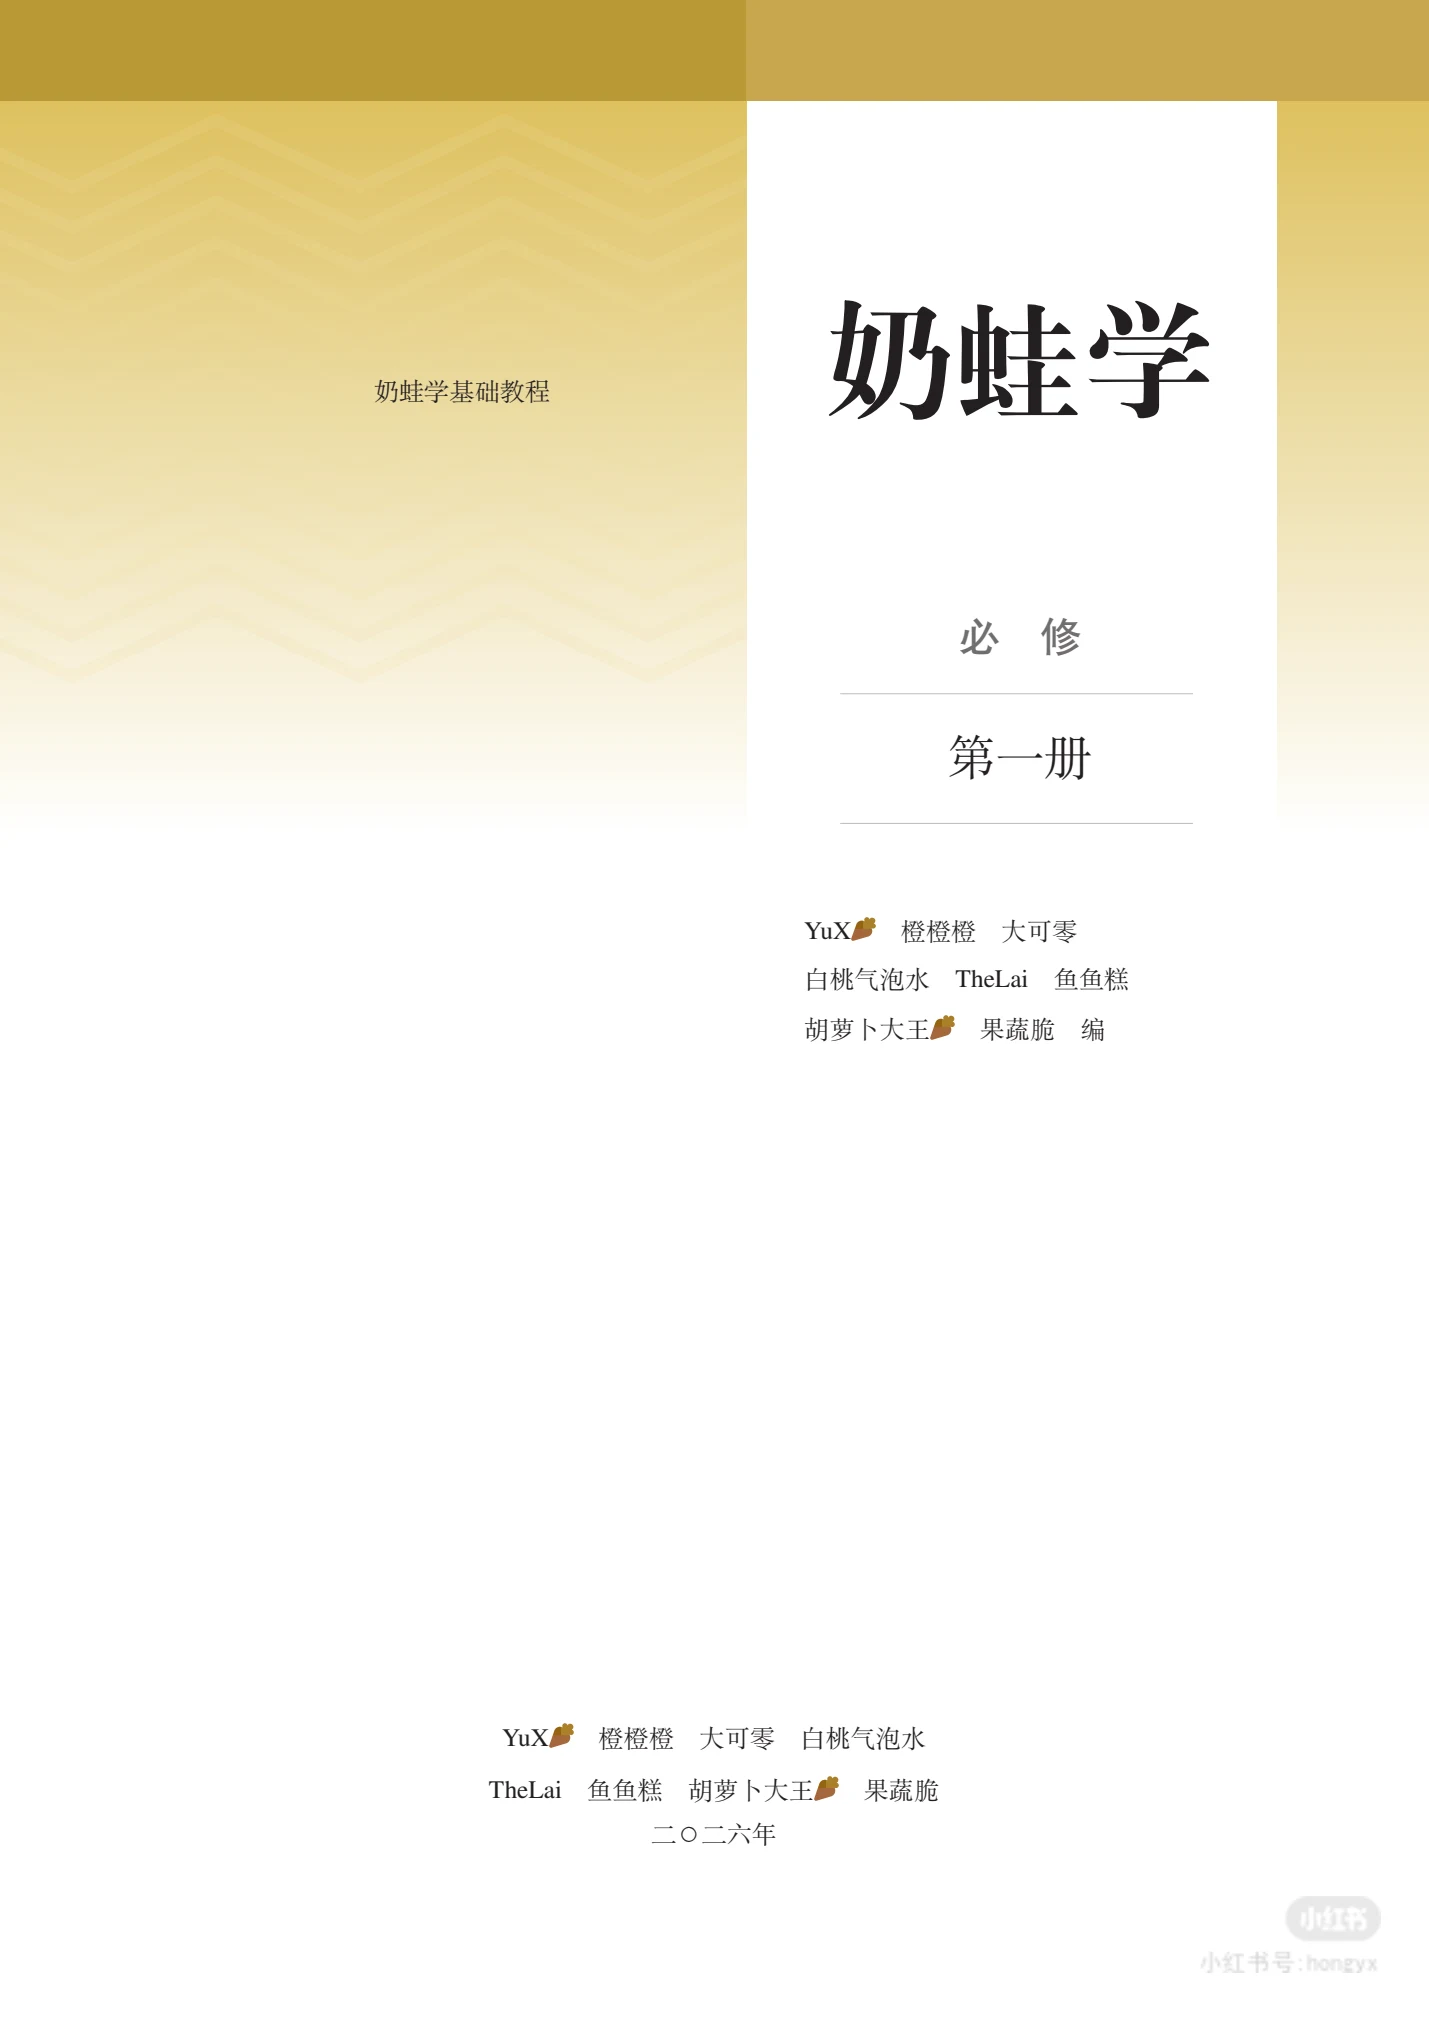 奶蛙学基础教程
奶蛙学
必 修
第一册
YuX🥕 橙橙橙 大可零
白桃气泡水 TheLai 鱼鱼糕
胡萝卜大王🥕 果蔬脆 编
YuX🥕 橙橙橙 大可零 白桃气泡水
TheLai 鱼鱼糕 胡萝卜大王🥕 果蔬脆
二〇二六年
小红书
小红书号:hongyx